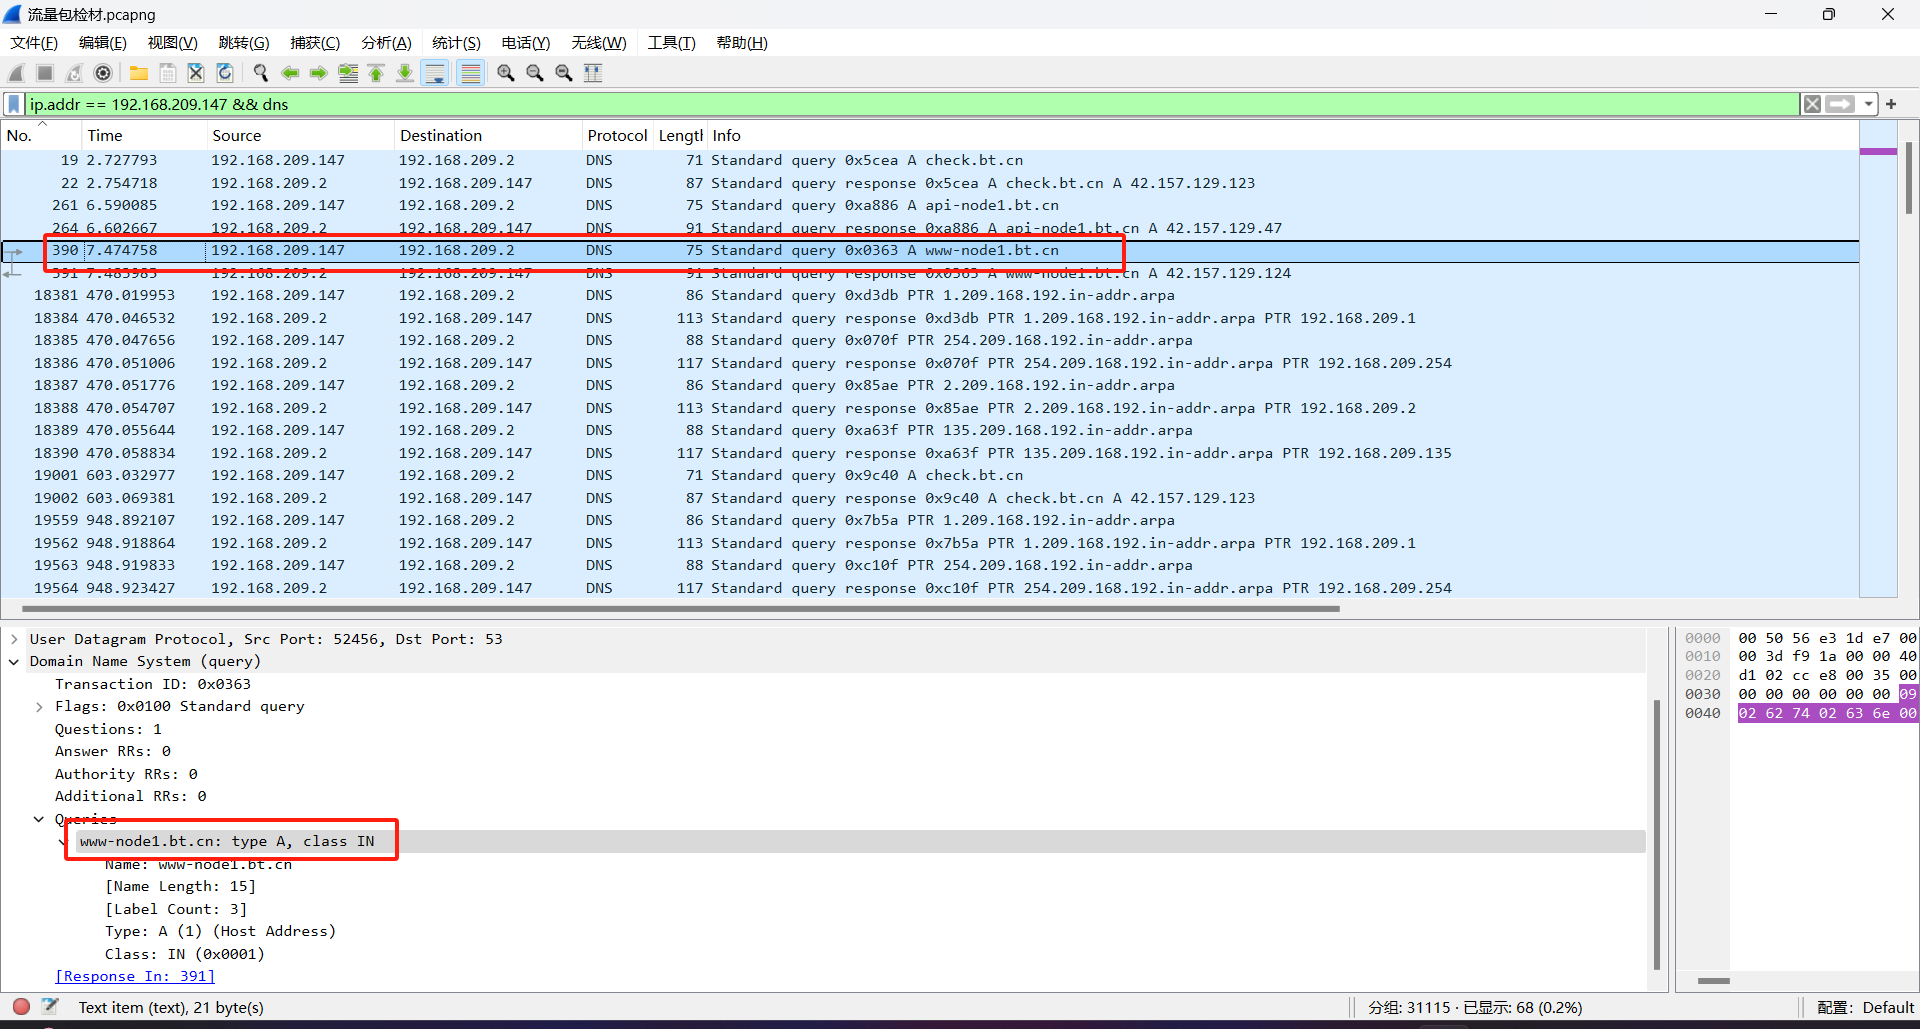 流量包检材.pcapng
文件(F) 编辑(E) 视图(V) 跳转(G) 捕获(C) 分析(A) 统计(S) 电话(Y) 无线(W) 工具(T) 帮助(H)
ip.addr == 192.168.209.147 && dns
No. Time Source Destination Protocol Lengtl Info
19 2.727793 192.168.209.147 192.168.209.2 DNS 71 Standard query 0x5cea A check.bt.cn
22 2.754718 192.168.209.2 192.168.209.147 DNS 87 Standard query response 0x5cea A check.bt.cn A 42.157.129.123
261 6.590085 192.168.209.147 192.168.209.2 DNS 75 Standard query 0xa886 A api-node1.bt.cn
264 6.602667 192.168.209.2 192.168.209.147 DNS 91 Standard query response 0xa886 A api-node1.bt.cn A 42.157.129.47
390 7.474758 192.168.209.147 192.168.209.2 DNS 75 Standard query 0x0363 A www-node1.bt.cn
391 7.485985 192.168.209.2 192.168.209.147 DNS 91 Standard query response 0x0363 A www-node1.bt.cn A 42.157.129.124
18381 470.019953 192.168.209.147 192.168.209.2 DNS 86 Standard query 0xd3db PTR 1.209.168.192.in-addr.arpa
18384 470.046532 192.168.209.2 192.168.209.147 DNS 113 Standard query response 0xd3db PTR 1.209.168.192.in-addr.arpa PTR 192.168.209.1
18385 470.047656 192.168.209.147 192.168.209.2 DNS 88 Standard query 0x070f PTR 254.209.168.192.in-addr.arpa
18386 470.051006 192.168.209.2 192.168.209.147 DNS 117 Standard query response 0x070f PTR 254.209.168.192.in-addr.arpa PTR 192.168.209.254
18387 470.051776 192.168.209.147 192.168.209.2 DNS 86 Standard query 0x85ae PTR 2.209.168.192.in-addr.arpa
18388 470.054707 192.168.209.2 192.168.209.147 DNS 113 Standard query response 0x85ae PTR 2.209.168.192.in-addr.arpa PTR 192.168.209.2
18389 470.055644 192.168.209.147 192.168.209.2 DNS 88 Standard query 0xa63f PTR 135.209.168.192.in-addr.arpa
18390 470.058834 192.168.209.2 192.168.209.147 DNS 117 Standard query response 0xa63f PTR 135.209.168.192.in-addr.arpa PTR 192.168.209.135
19001 603.032977 192.168.209.147 192.168.209.2 DNS 71 Standard query 0x9c40 A check.bt.cn
19002 603.069381 192.168.209.2 192.168.209.147 DNS 87 Standard query response 0x9c40 A check.bt.cn A 42.157.129.123
19559 948.892107 192.168.209.147 192.168.209.2 DNS 86 Standard query 0x7b5a PTR 1.209.168.192.in-addr.arpa
19562 948.918864 192.168.209.2 192.168.209.147 DNS 113 Standard query response 0x7b5a PTR 1.209.168.192.in-addr.arpa PTR 192.168.209.1
19563 948.919833 192.168.209.147 192.168.209.2 DNS 88 Standard query 0xc10f PTR 254.209.168.192.in-addr.arpa
19564 948.923427 192.168.209.2 192.168.209.147 DNS 117 Standard query response 0xc10f PTR 254.209.168.192.in-addr.arpa PTR 192.168.209.254
User Datagram Protocol, Src Port: 52456, Dst Port: 53
Domain Name System (query)
Transaction ID: 0x0363
Flags: 0x0100 Standard query
Questions: 1
Answer RRs: 0
Authority RRs: 0
Additional RRs: 0
Queries
www-node1.bt.cn: type A, class IN
Name: www-node1.bt.cn
[Name Length: 15]
[Label Count: 3]
Type: A (1) (Host Address)
Class: IN (0x0001)
[Response In: 391]
0000 00 50 56 e3 1d e7 00
0010 00 3d f9 1a 00 00 40
0020 d1 02 cc e8 00 35 00
0030 00 00 00 00 00 00 09
0040 02 62 74 02 63 6e 00
Text item (text), 21 byte(s)
分组: 31115 · 已显示: 68 (0.2%)
配置: Default